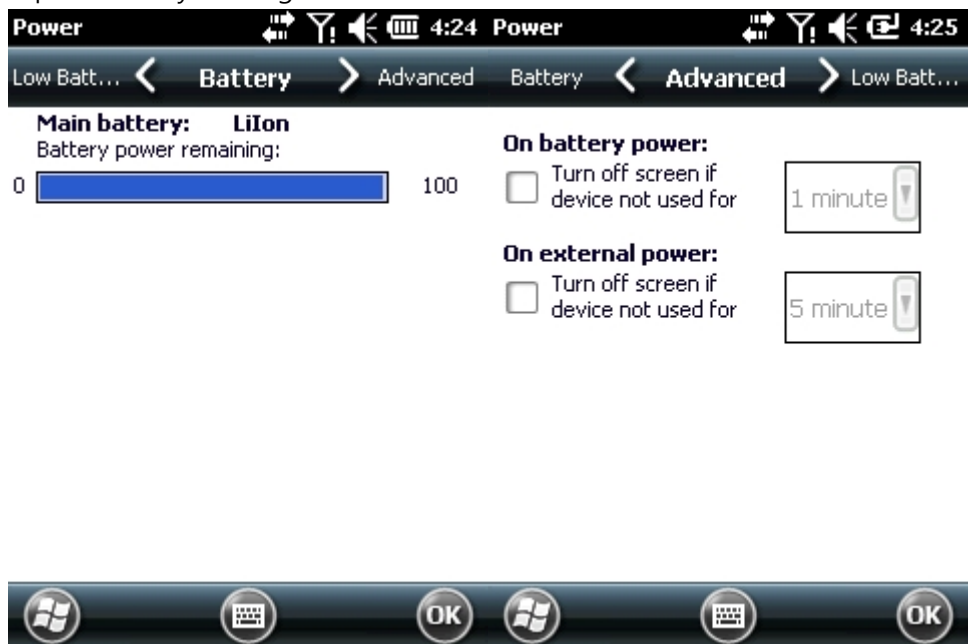 Power 4:24
Low Batt... Battery Advanced
Main battery: LiIon
Battery power remaining:
0 100
OK
Power 4:25
Battery Advanced Low Batt...
On battery power:
Turn off screen if
device not used for
1 minute
On external power:
Turn off screen if
device not used for
5 minute
OK